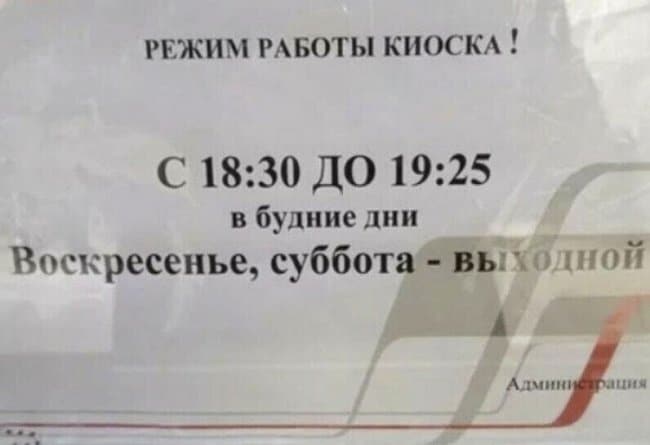 РЕЖИМ РАБОТЫ КИОСКА !
С 18:30 ДО 19:25
в будние дни
Воскресенье, суббота - выходной
Администрация